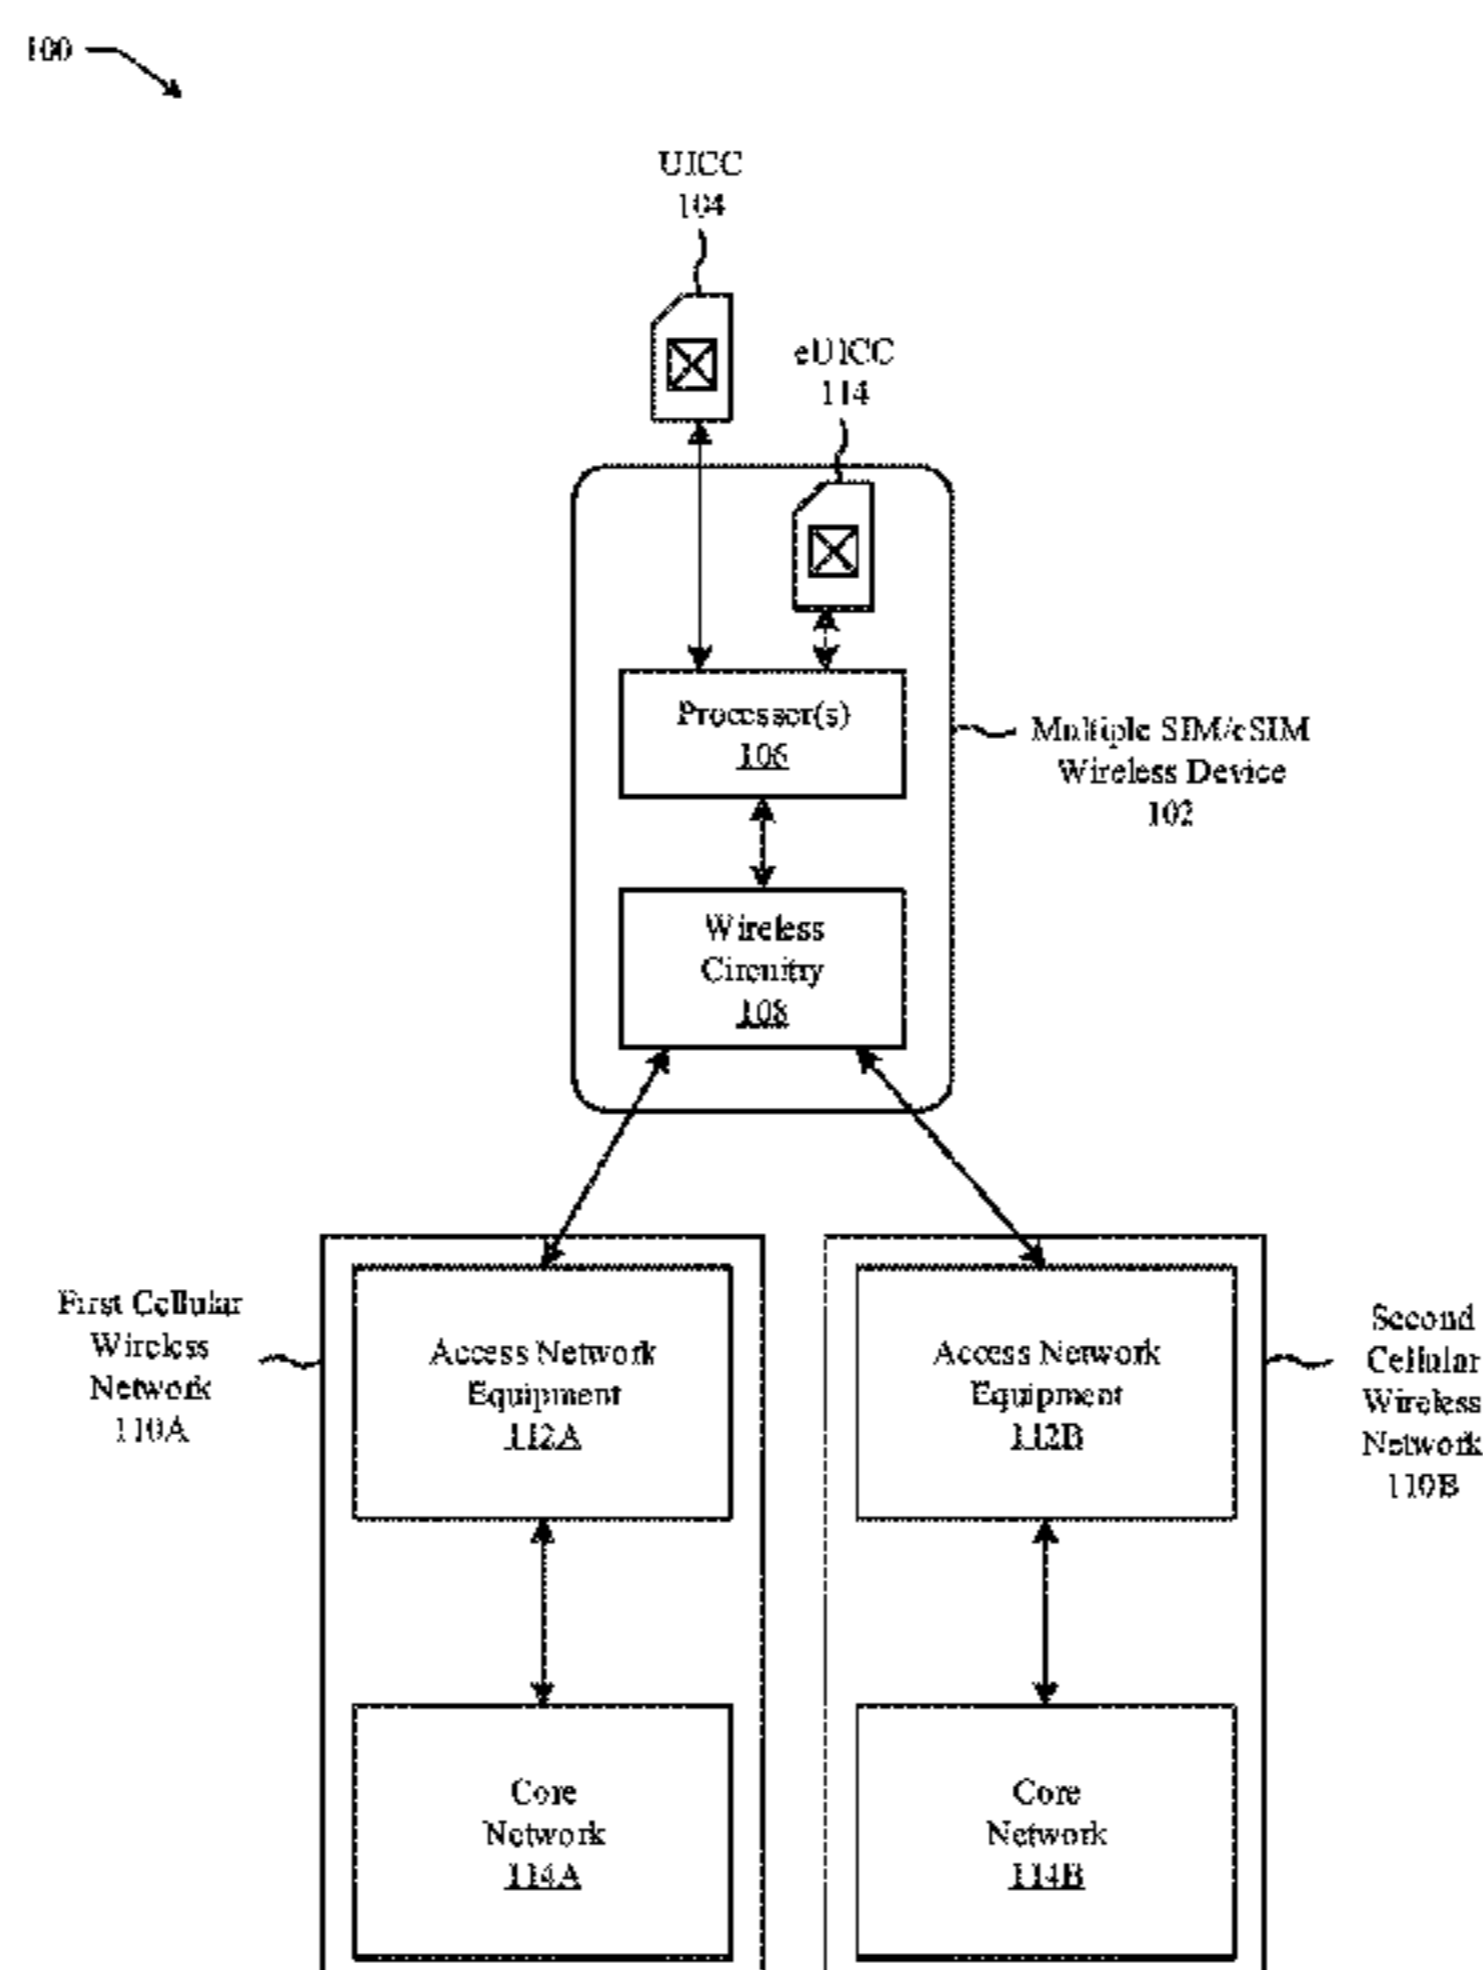 100
UICC
104
eUICC
114
Processor(s)
106
Multiple SIM/eSIM
Wireless Device
102
Wireless
Circuitry
108
First Cellular
Wireless
Network
110A
Access Network
Equipment
112A
Access Network
Equipment
112B
Second
Cellular
Wireless
Network
110B
Core
Network
114A
Core
Network
114B